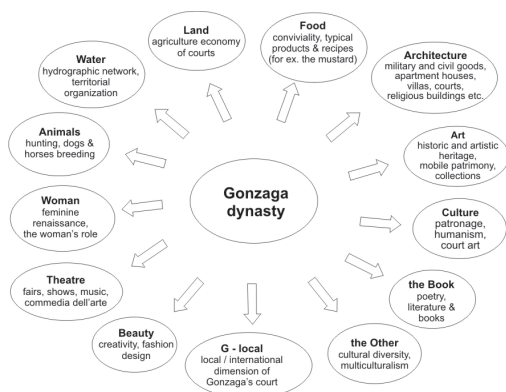 Land
agriculture economy
of courts
Food
conviviality, typical
products & recipes
(for ex. the mustard)
Architecture
military and civil goods,
apartment houses,
villas, courts,
religious buildings etc.
Art
historic and artistic
heritage,
mobile patrimony,
collections
Culture
patronage,
humanism,
court art
the Book
poetry,
literature &
books
the Other
cultural diversity,
multiculturalism
G - local
local / international
dimension of
Gonzaga's court
Beauty
creativity, fashion
design
Theatre
fairs, shows, music,
commedia dell'arte
Woman
feminine
renaissance,
the woman's role
Animals
hunting, dogs &
horses breeding
Water
hydrographic network,
territorial
organization
Gonzaga
dynasty